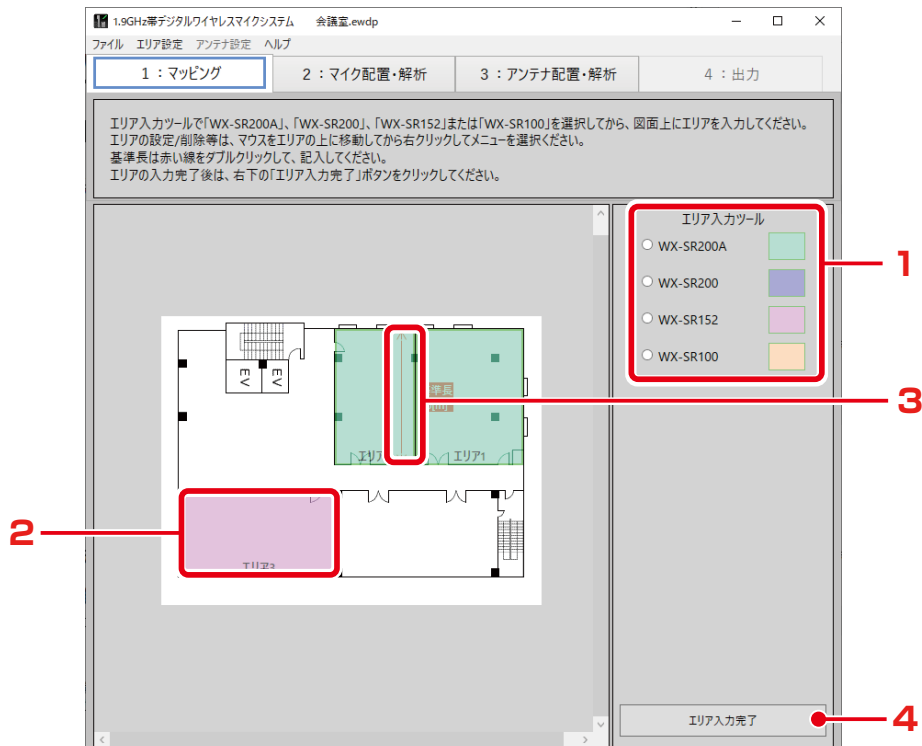 1.9GHz帯デジタルワイヤレスマイクシステム 会議室.ewdp
ファイル エリア設定 アンテナ設定 ヘルプ
1：マッピング 2：マイク配置・解析 3：アンテナ配置・解析 4：出力
エリア入力ツールで「WX-SR200A」、「WX-SR200」、「WX-SR152」または「WX-SR100」を選択してから、図面上にエリアを入力してください。
エリアの設定/削除等は、マウスをエリアの上に移動してから右クリックしてメニューを選択ください。
基準長は赤い線をダブルクリックして、記入してください。
エリアの入力完了後は、右下の「エリア入力完了」ボタンをクリックしてください。
エリア入力ツール
WX-SR200A
1
WX-SR200
WX-SR152
WX-SR100
EV
EV
準長
3
エリア
エリア1
2
エリア3
エリア入力完了
4